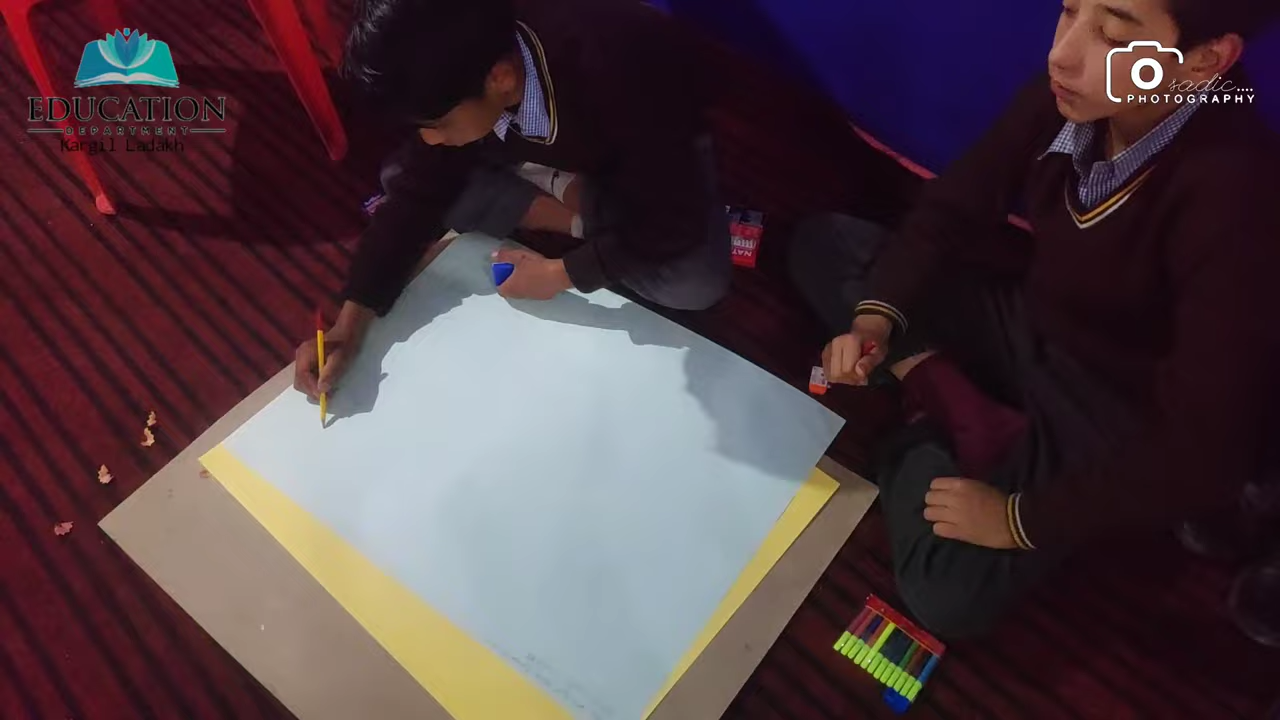 EDUCATION
DEPARTMENT
Kargil Ladakh
sadic....
PHOTOGRAPHY